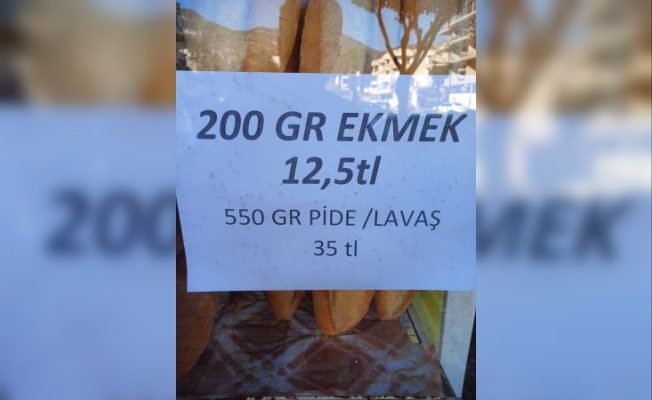 200 GR EKMEK
12,5tl
550 GR PİDE /LAVAŞ
35 tl